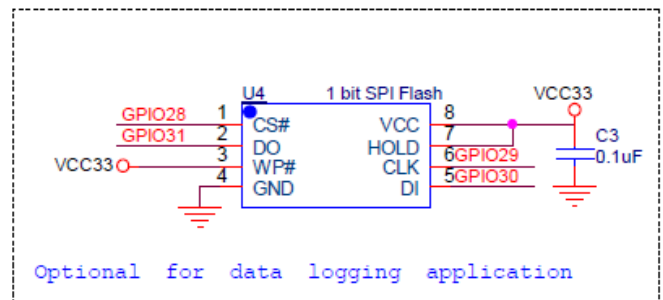 U4 1 bit SPI Flash VCC33
GPIO28 1 CS# VCC 8
GPIO31 2 DO HOLD 7 C3
VCC33 3 WP# CLK 6 GPIO29 0.1uF
4 GND DI 5 GPIO30
Optional for data logging application